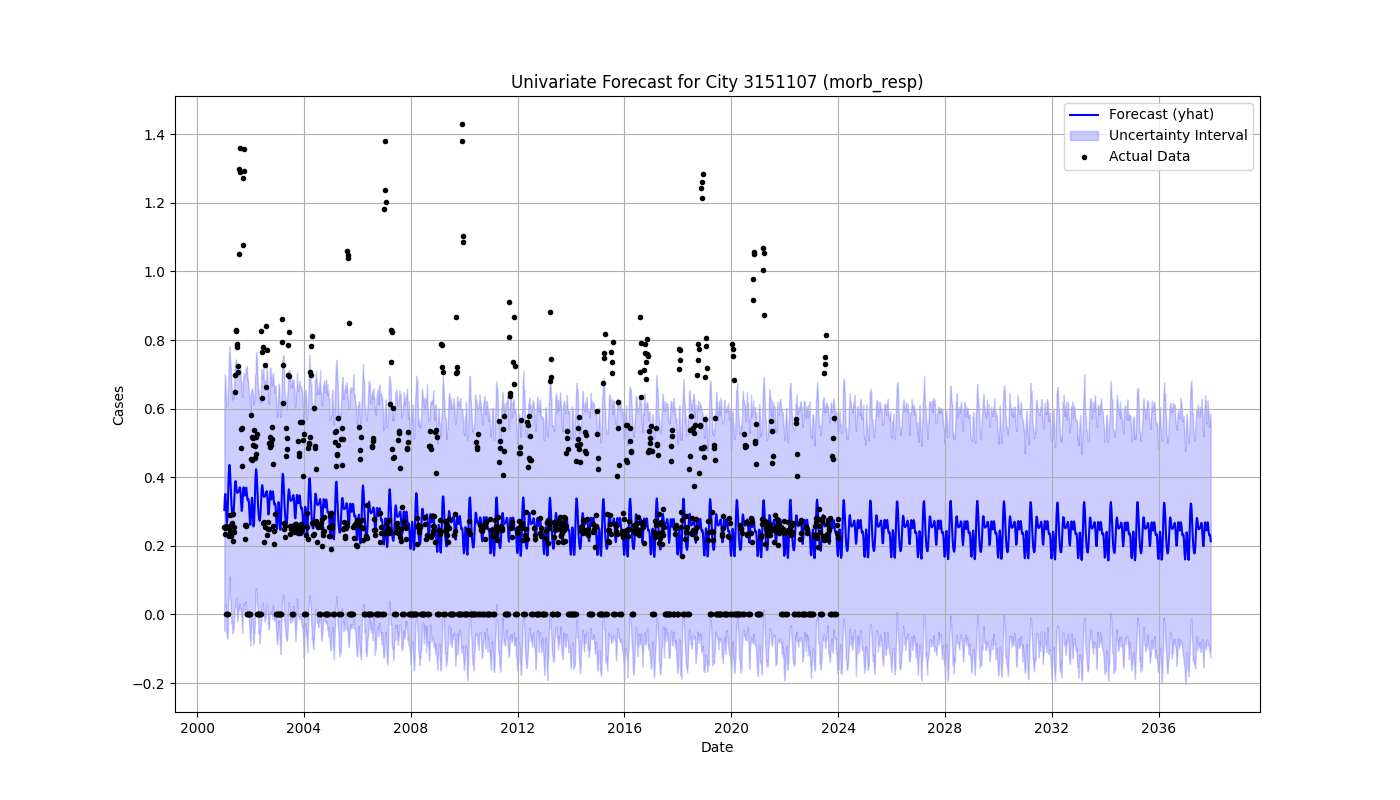 Univariate Forecast for City 3151107 (morb_resp)
Forecast (yhat)
Uncertainty Interval
Actual Data
Cases
1.4
1.2
1.0
0.8
0.6
0.4
0.2
0.0
−0.2
2000 2004 2008 2012 2016 2020 2024 2028 2032 2036
Date